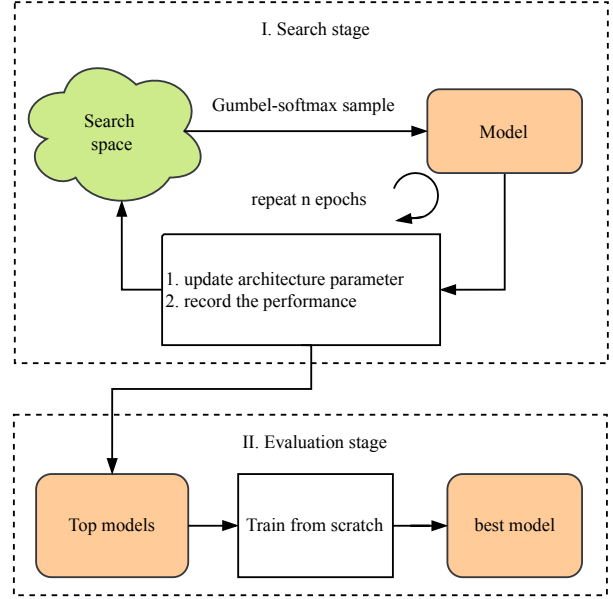 I. Search stage
Gumbel-softmax sample
Search
space
Model
repeat n epochs
1. update architecture parameter
2. record the performance
II. Evaluation stage
Top models
Train from scratch
best model